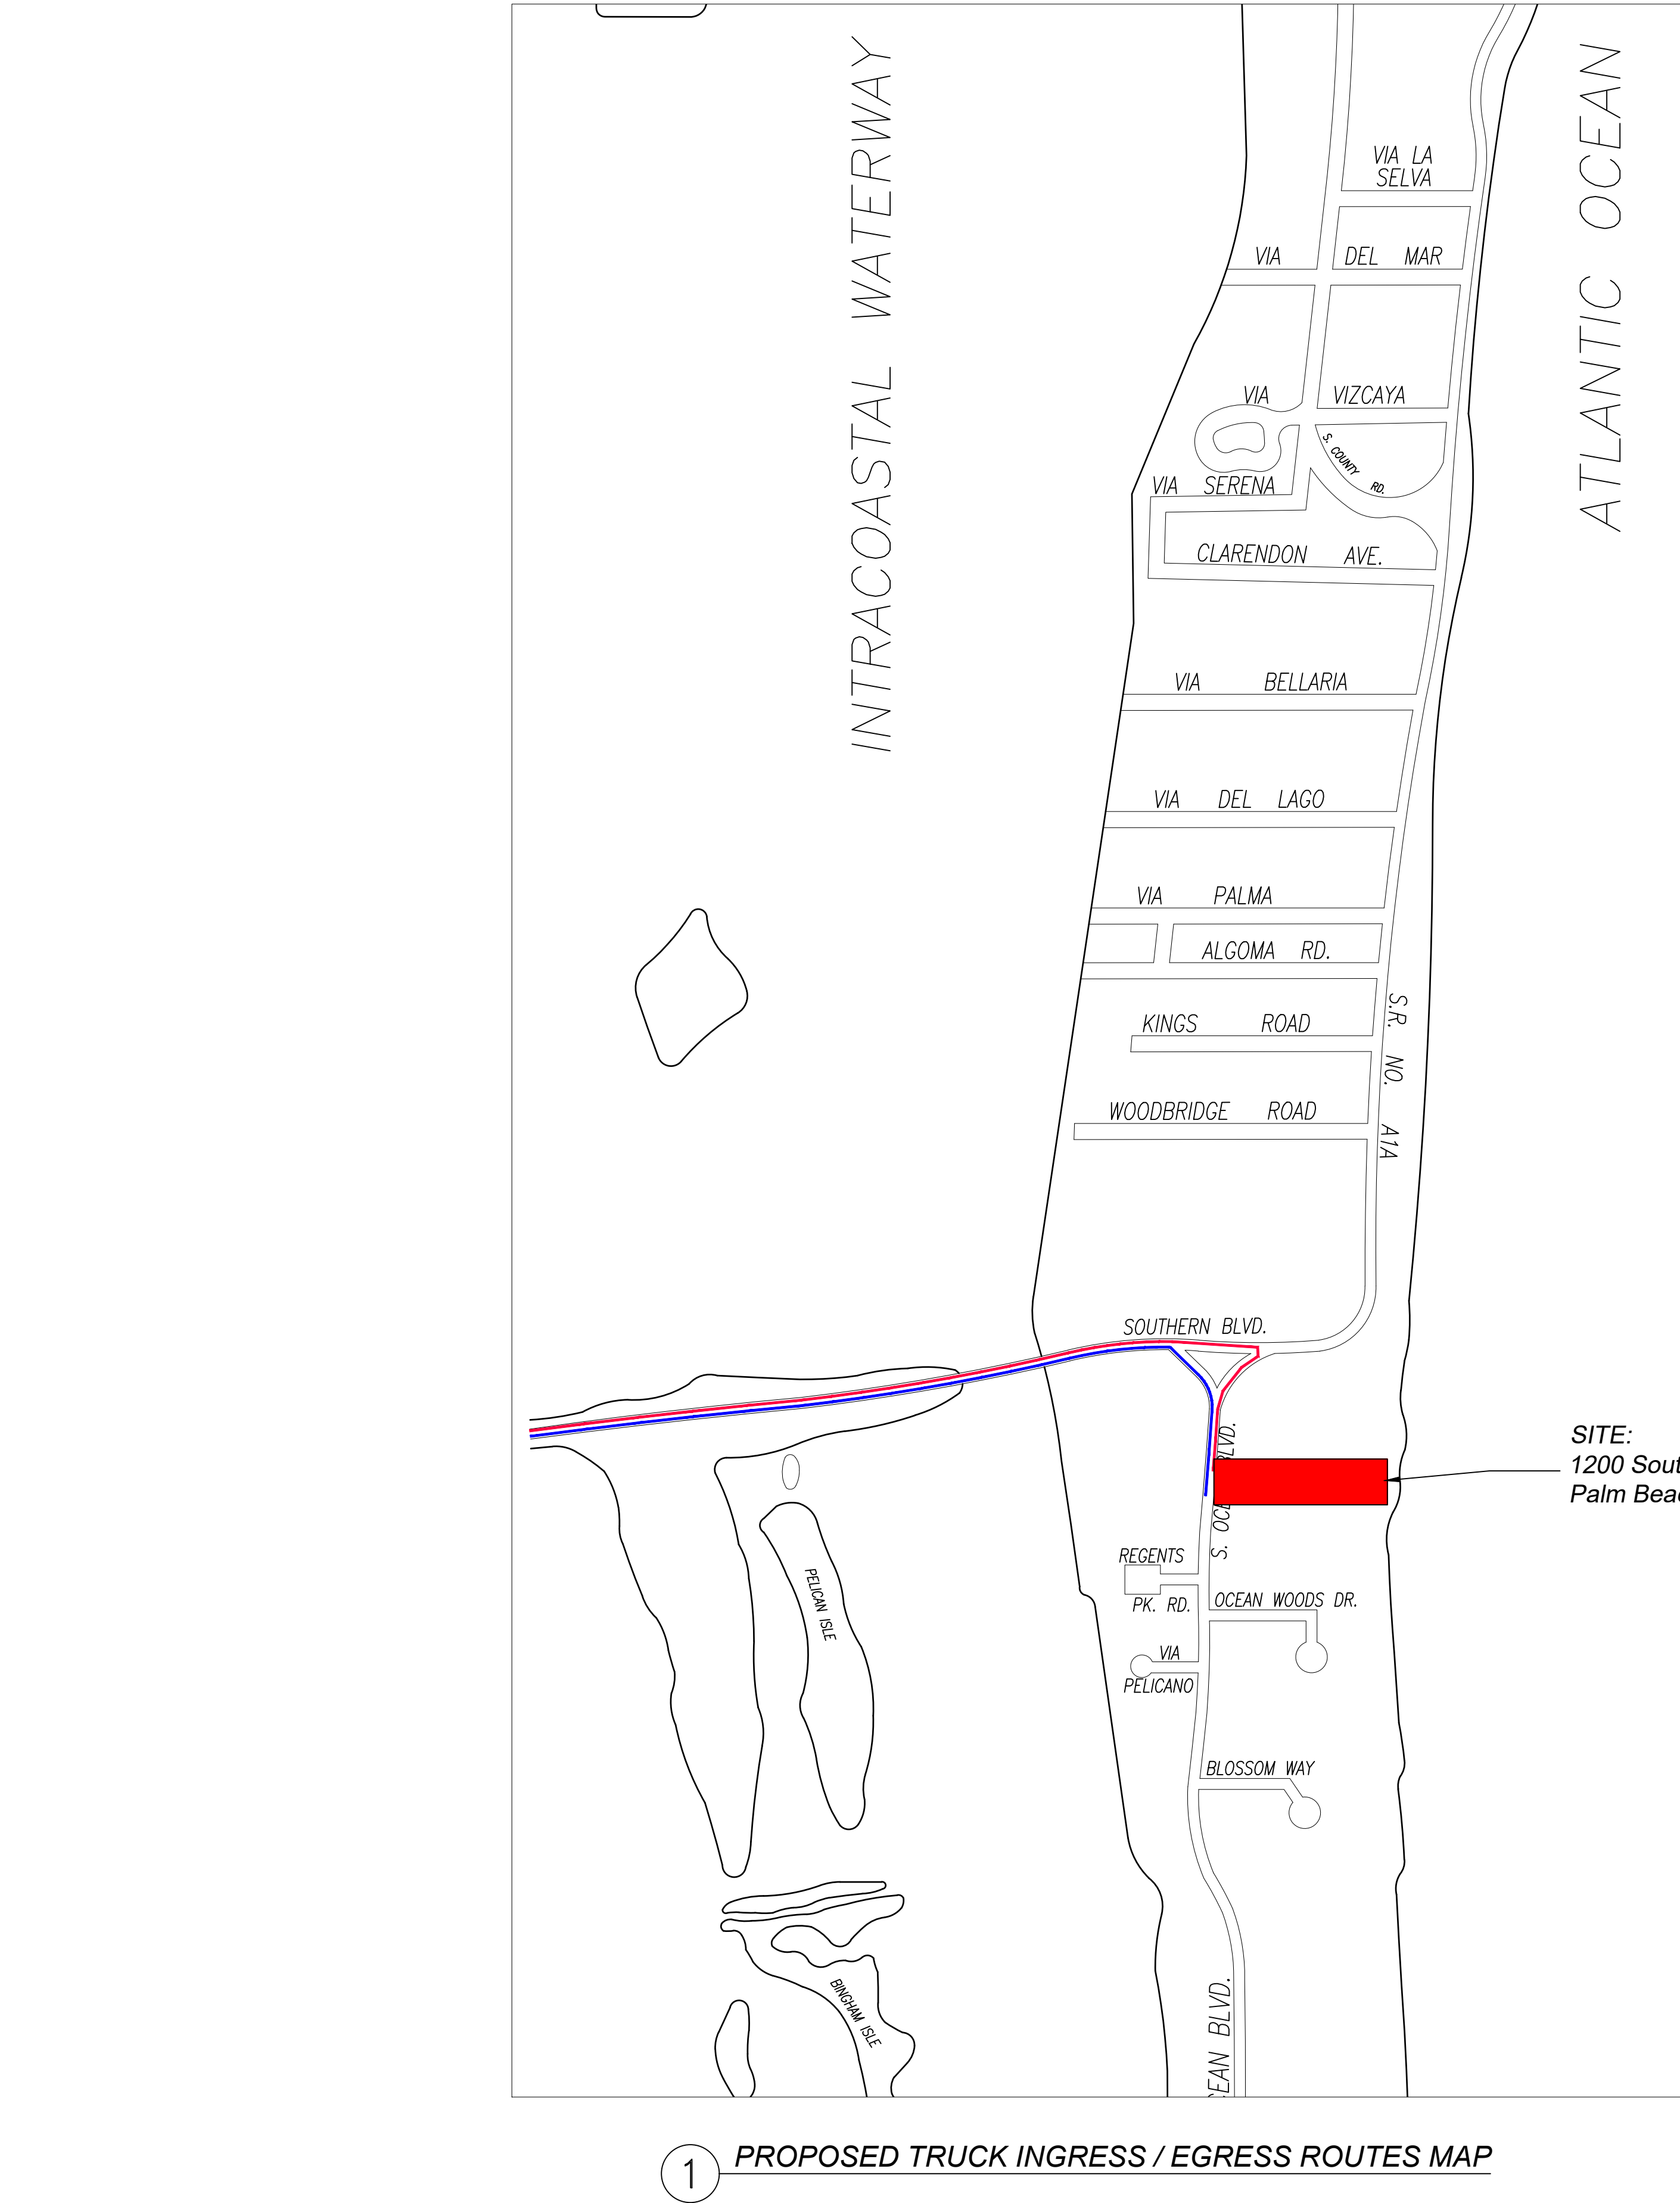 INTRACOASTAL WATERWAY
ATLANTIC OCEAN
VIA LA
SELVA
VIA DEL MAR
VIA VIZCAYA
S. COUNTY RD.
VIA SERENA
CLARENDON AVE.
VIA BELLARIA
VIA DEL LAGO
VIA PALMA
ALGOMA RD.
S.R. NO. A1A
KINGS ROAD
WOODBRIDGE ROAD
SOUTHERN BLVD.
SITE:
1200
Palm
S. BLVD.
REGENTS
PK. RD.
OCEAN WOODS DR.
PELICAN ISLE
VIA
PELICANO
BLOSSOM WAY
BINGHAM ISLE
BLVD.
1 PROPOSED TRUCK INGRESS / EGRESS ROUTES MAP